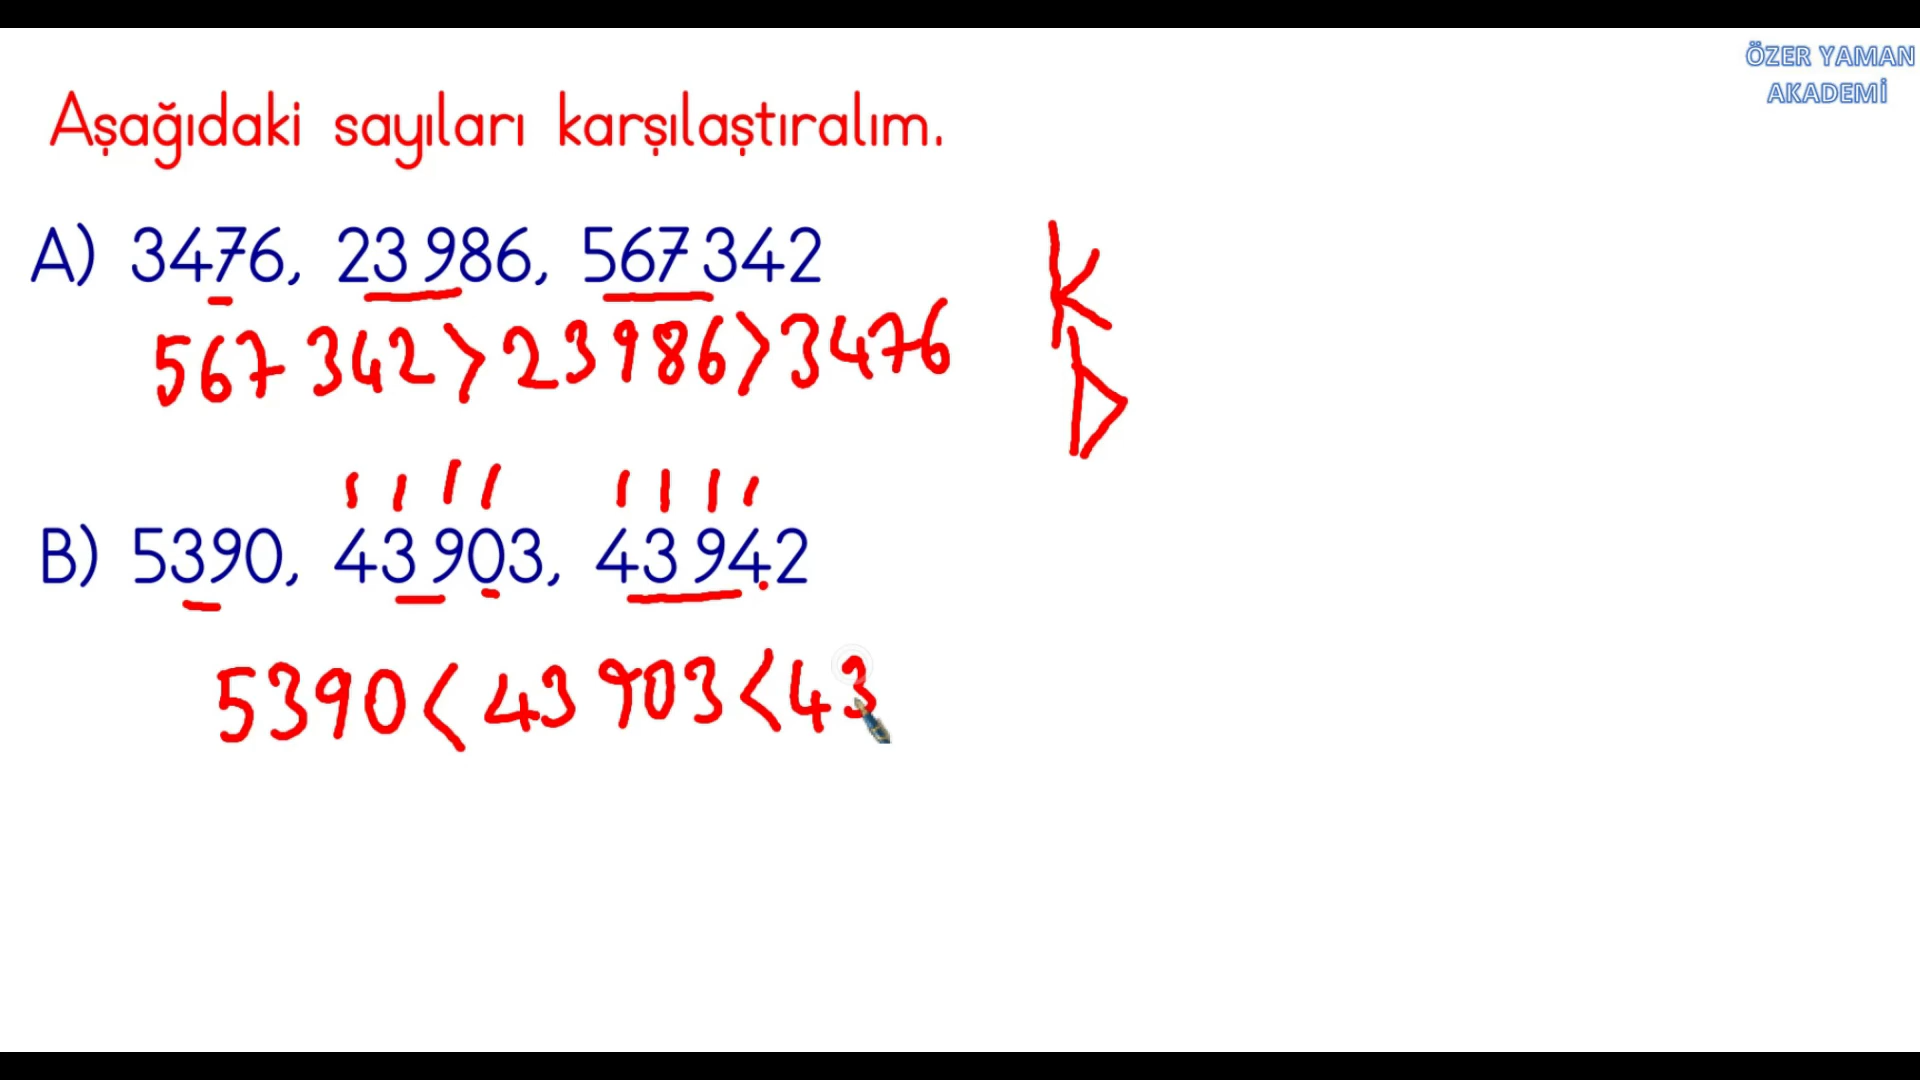 ÖZER YAMAN
AKADEMİ
Aşağıdaki sayıları karşılaştıralım.
A) 3476, 23 986, 567 342
567 342 > 23 986 > 3476
K
D
B) 5390, 43 903, 43 942
5390 < 43 903 < 43